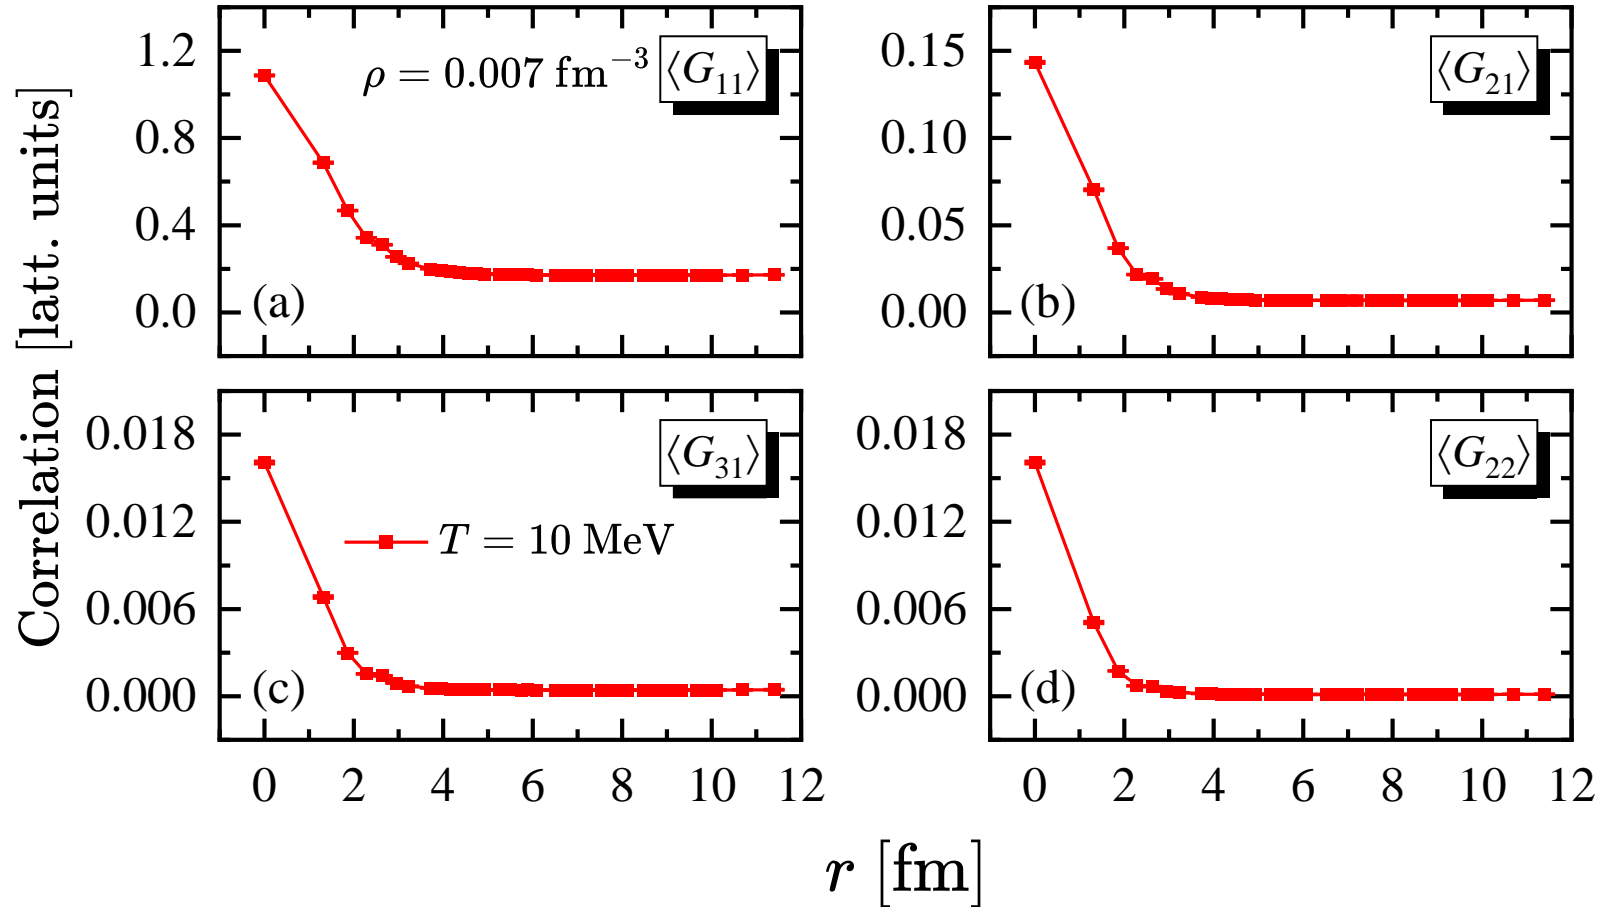 Correlation [latt. units]
1.2
0.8
0.4
0.0
ρ = 0.007 fm⁻³
⟨G₁₁⟩
(a)
0.15
0.10
0.05
0.00
⟨G₂₁⟩
(b)
0.018
0.012
0.006
0.000
⟨G₃₁⟩
T = 10 MeV
(c)
0 2 4 6 8 10 12
0.018
0.012
0.006
0.000
⟨G₂₂⟩
(d)
0 2 4 6 8 10 12
r [fm]